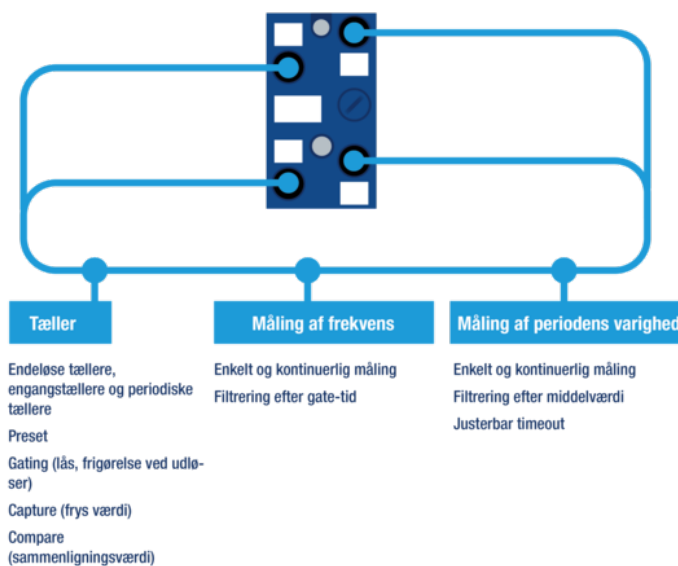 Tæller
Endeløse tællere,
engangstællere og periodiske
tællere
Preset
Gating (lås, frigørelse ved udlø-
ser)
Capture (frys værdi)
Compare
(sammenligningsværdi)
Måling af frekvens
Enkelt og kontinuerlig måling
Filtrering efter gate-tid
Måling af periodens varighed
Enkelt og kontinuerlig måling
Filtrering efter middelværdi
Justerbar timeout